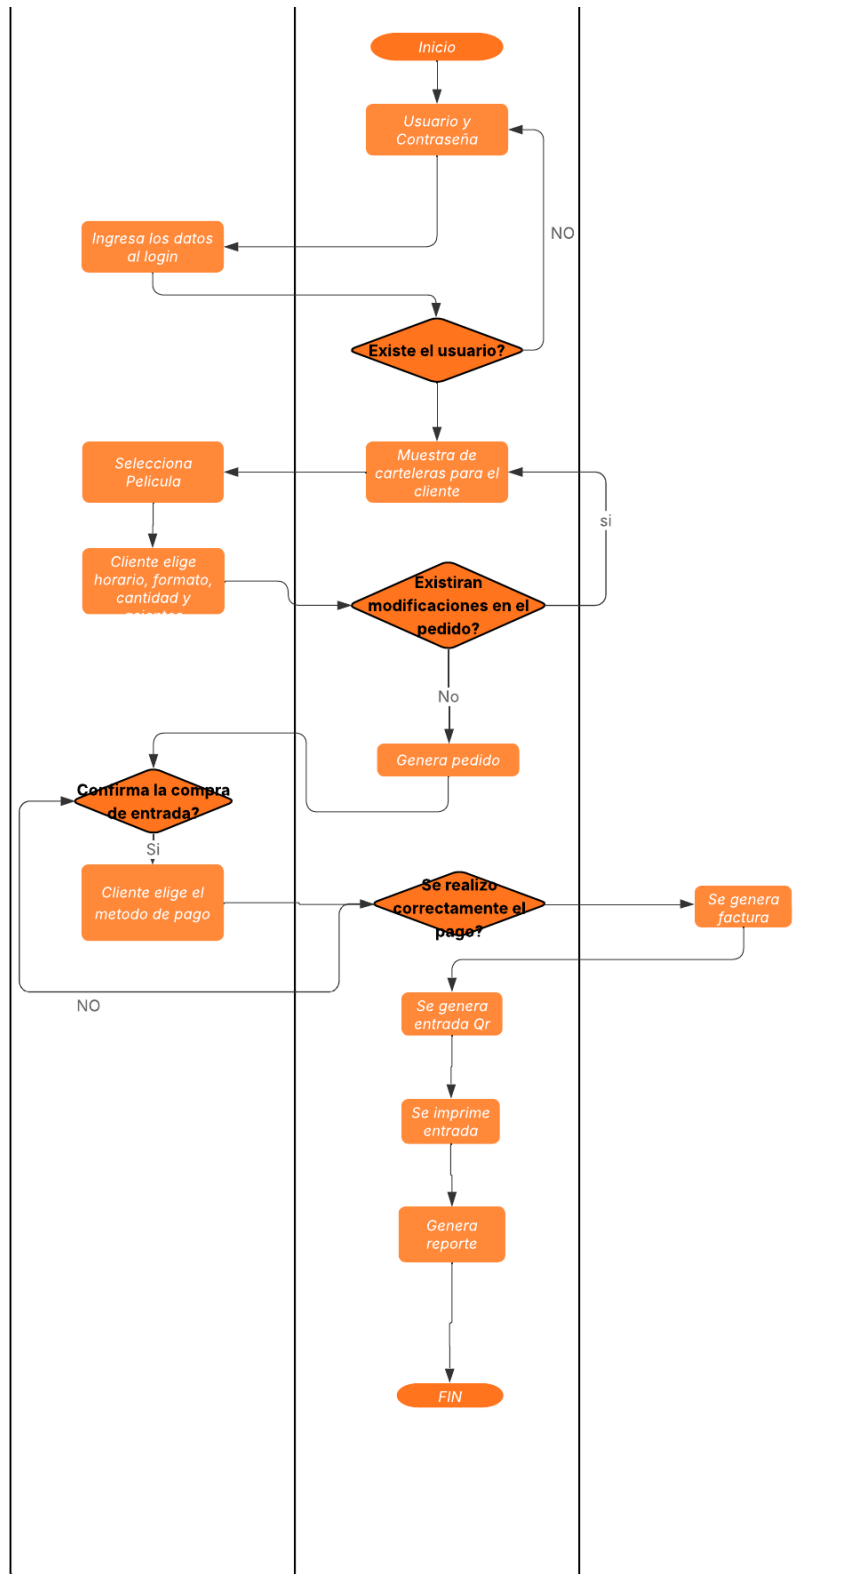 Inicio
Usuario y
Contraseña
NO
Ingresa los datos
al login
Existe el usuario?
Muestra de
carteleras para el
cliente
Selecciona
Pelicula
si
Cliente elige
horario, formato,
cantidad y
Existiran
modificaciones en el
pedido?
No
Genera pedido
Confirma la compra
de entrada?
Si
Cliente elige el
metodo de pago
Se realizo
correctamente el
pago?
Se genera
factura
NO
Se genera
entrada Qr
Se imprime
entrada
Genera
reporte
FIN